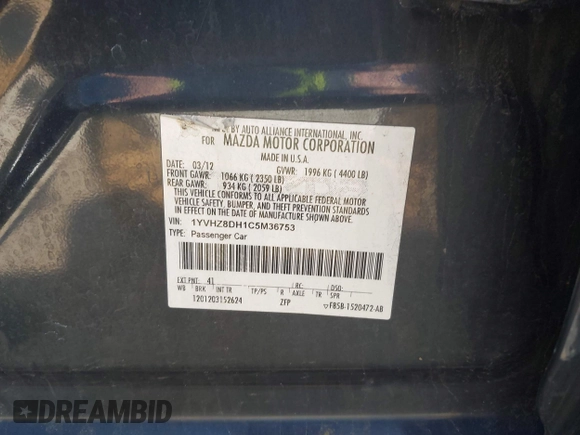 BY AUTO ALLIANCE INTERNATIONAL, INC.
FOR MAZDA MOTOR CORPORATION
MADE IN U.S.A.
DATE: 03/12 GVWR: 1996 KG (4400 LB)
FRONT GAWR: 1066 KG (2350 LB)
REAR GAWR: 934 KG (2059 LB)
THIS VEHICLE CONFORMS TO ALL APPLICABLE FEDERAL MOTOR
VEHICLE SAFETY, BUMPER, AND THEFT PREVENTION STANDARDS
IN EFFECT ON THE DATE OF MANUFACTURE SHOWN ABOVE.
VIN: 1YVHZ8DH1C5M36753
TYPE: Passenger Car
EXT PNT: 41 RC: DSO:
WB BRK INT TR TP/PS R AXLE TR SPR
1201203152624 ZFP F85B-1520472-AB
DREAMBID